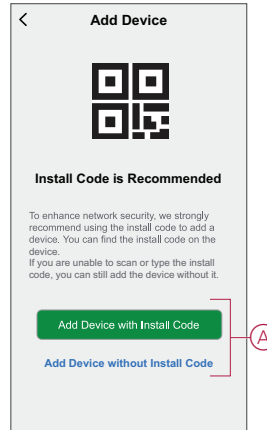 Add Device
Install Code is Recommended
To enhance network security, we strongly
recommend using the install code to add a
device. You can find the install code on the
device.
If you are unable to scan or type the install
code, you can still add the device without it.
Add Device with Install Code
A
Add Device without Install Code